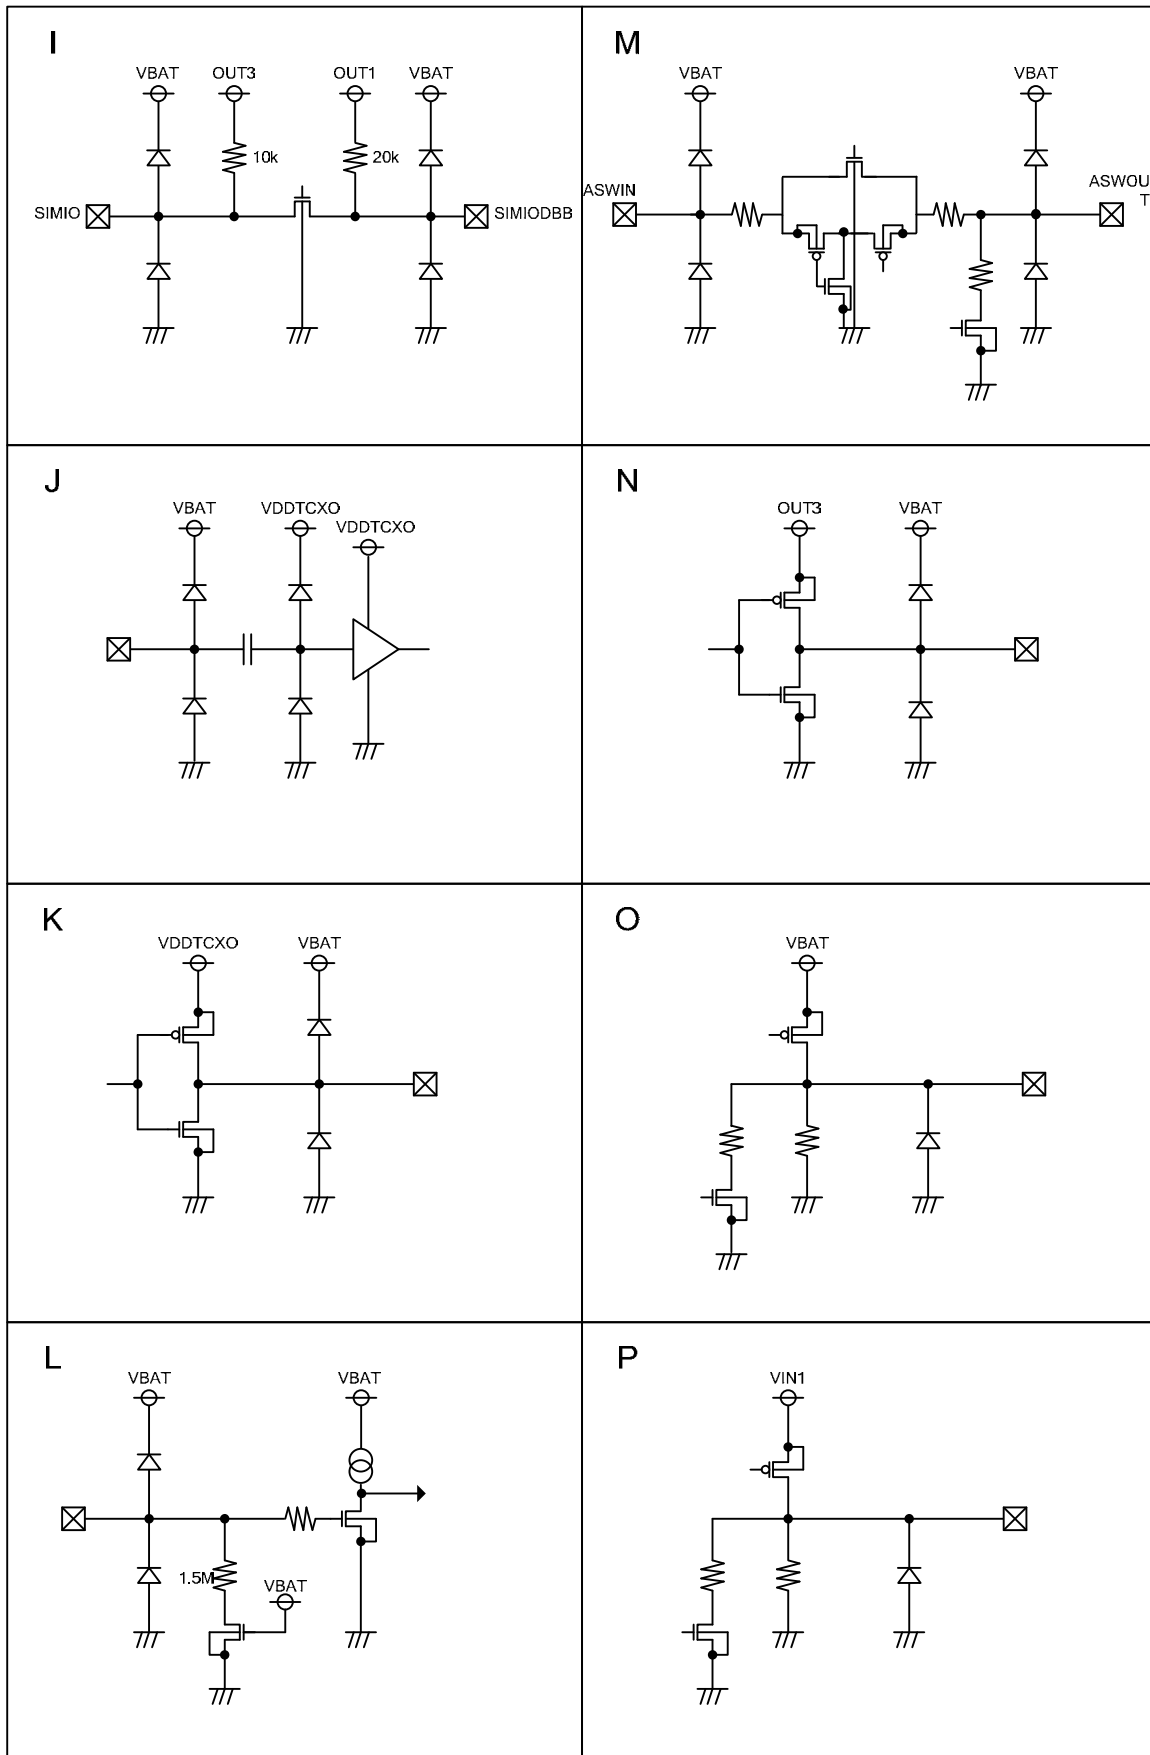 I
VBAT OUT3 OUT1 VBAT
10k 20k
SIMIO SIMIODBB
M
VBAT VBAT
ASWIN ASWOU
T
J
VBAT VDDTCXO
VDDTCXO
N
OUT3 VBAT
K
VDDTCXO VBAT
O
VBAT
L
VBAT VBAT
1.5M
VBAT
P
VIN1